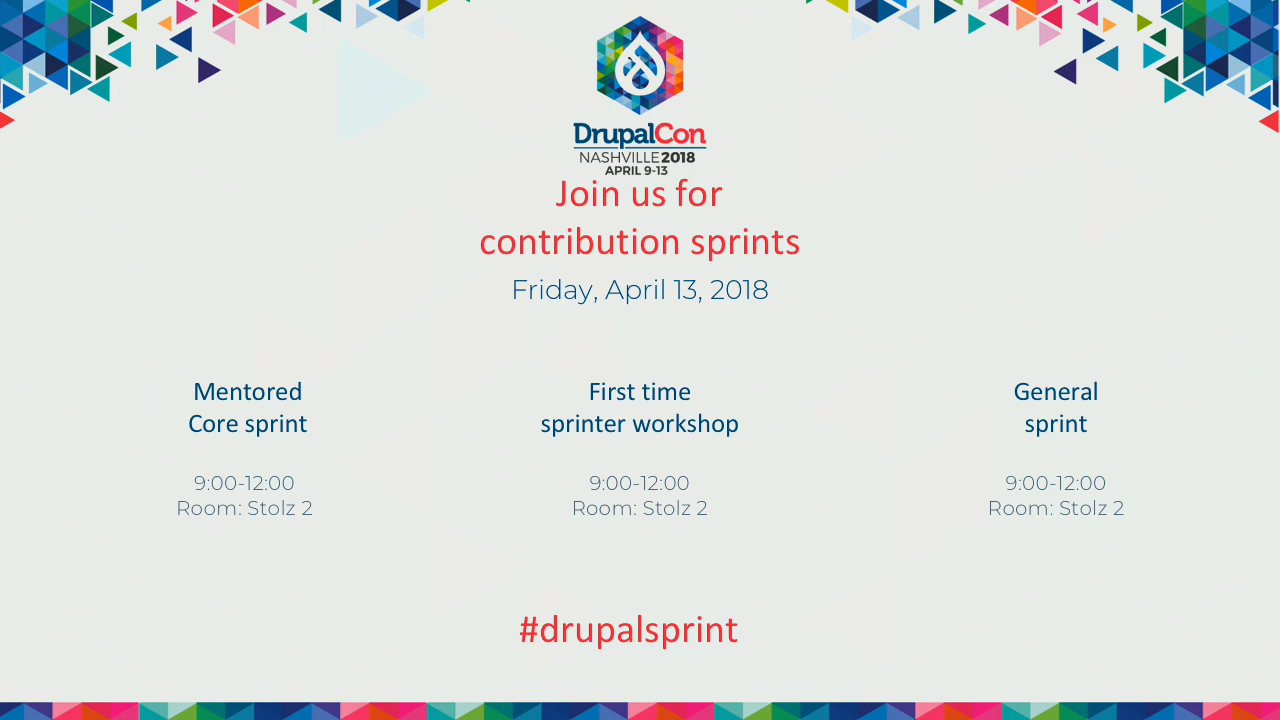 DrupalCon
NASHVILLE 2018
APRIL 9-13
Join us for
contribution sprints
Friday, April 13, 2018
Mentored
Core sprint
9:00-12:00
Room: Stolz 2
First time
sprinter workshop
9:00-12:00
Room: Stolz 2
General
sprint
9:00-12:00
Room: Stolz 2
#drupalsprint